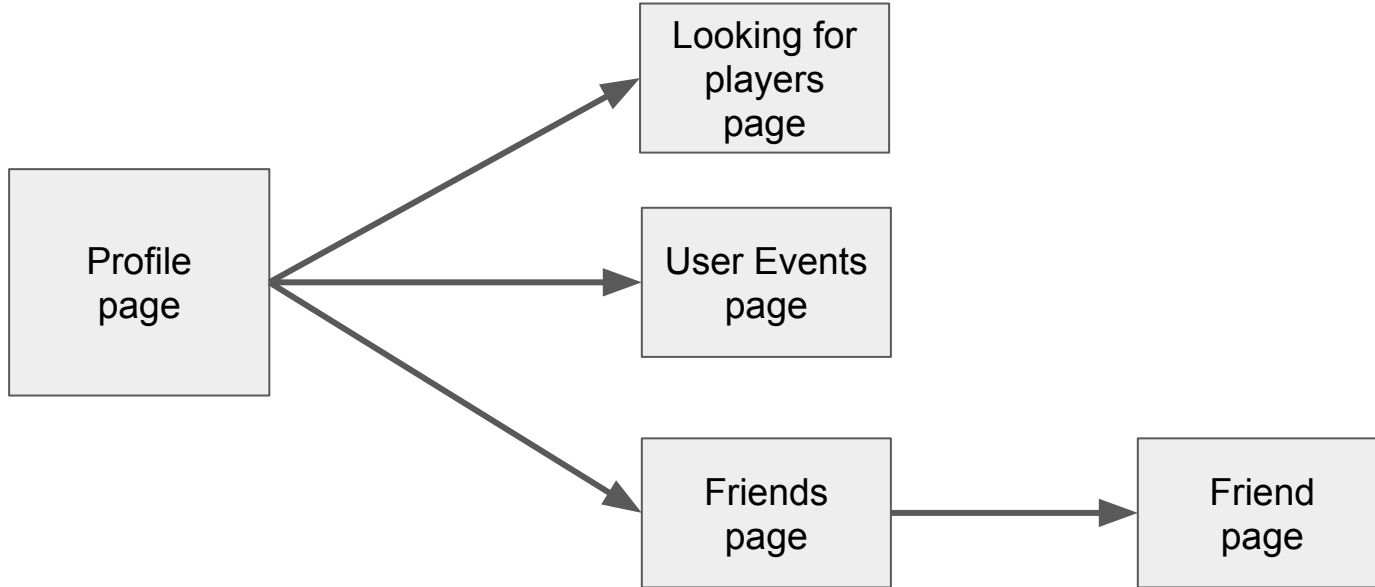 Looking for
players
page
Profile
page
User Events
page
Friends
page
Friend
page